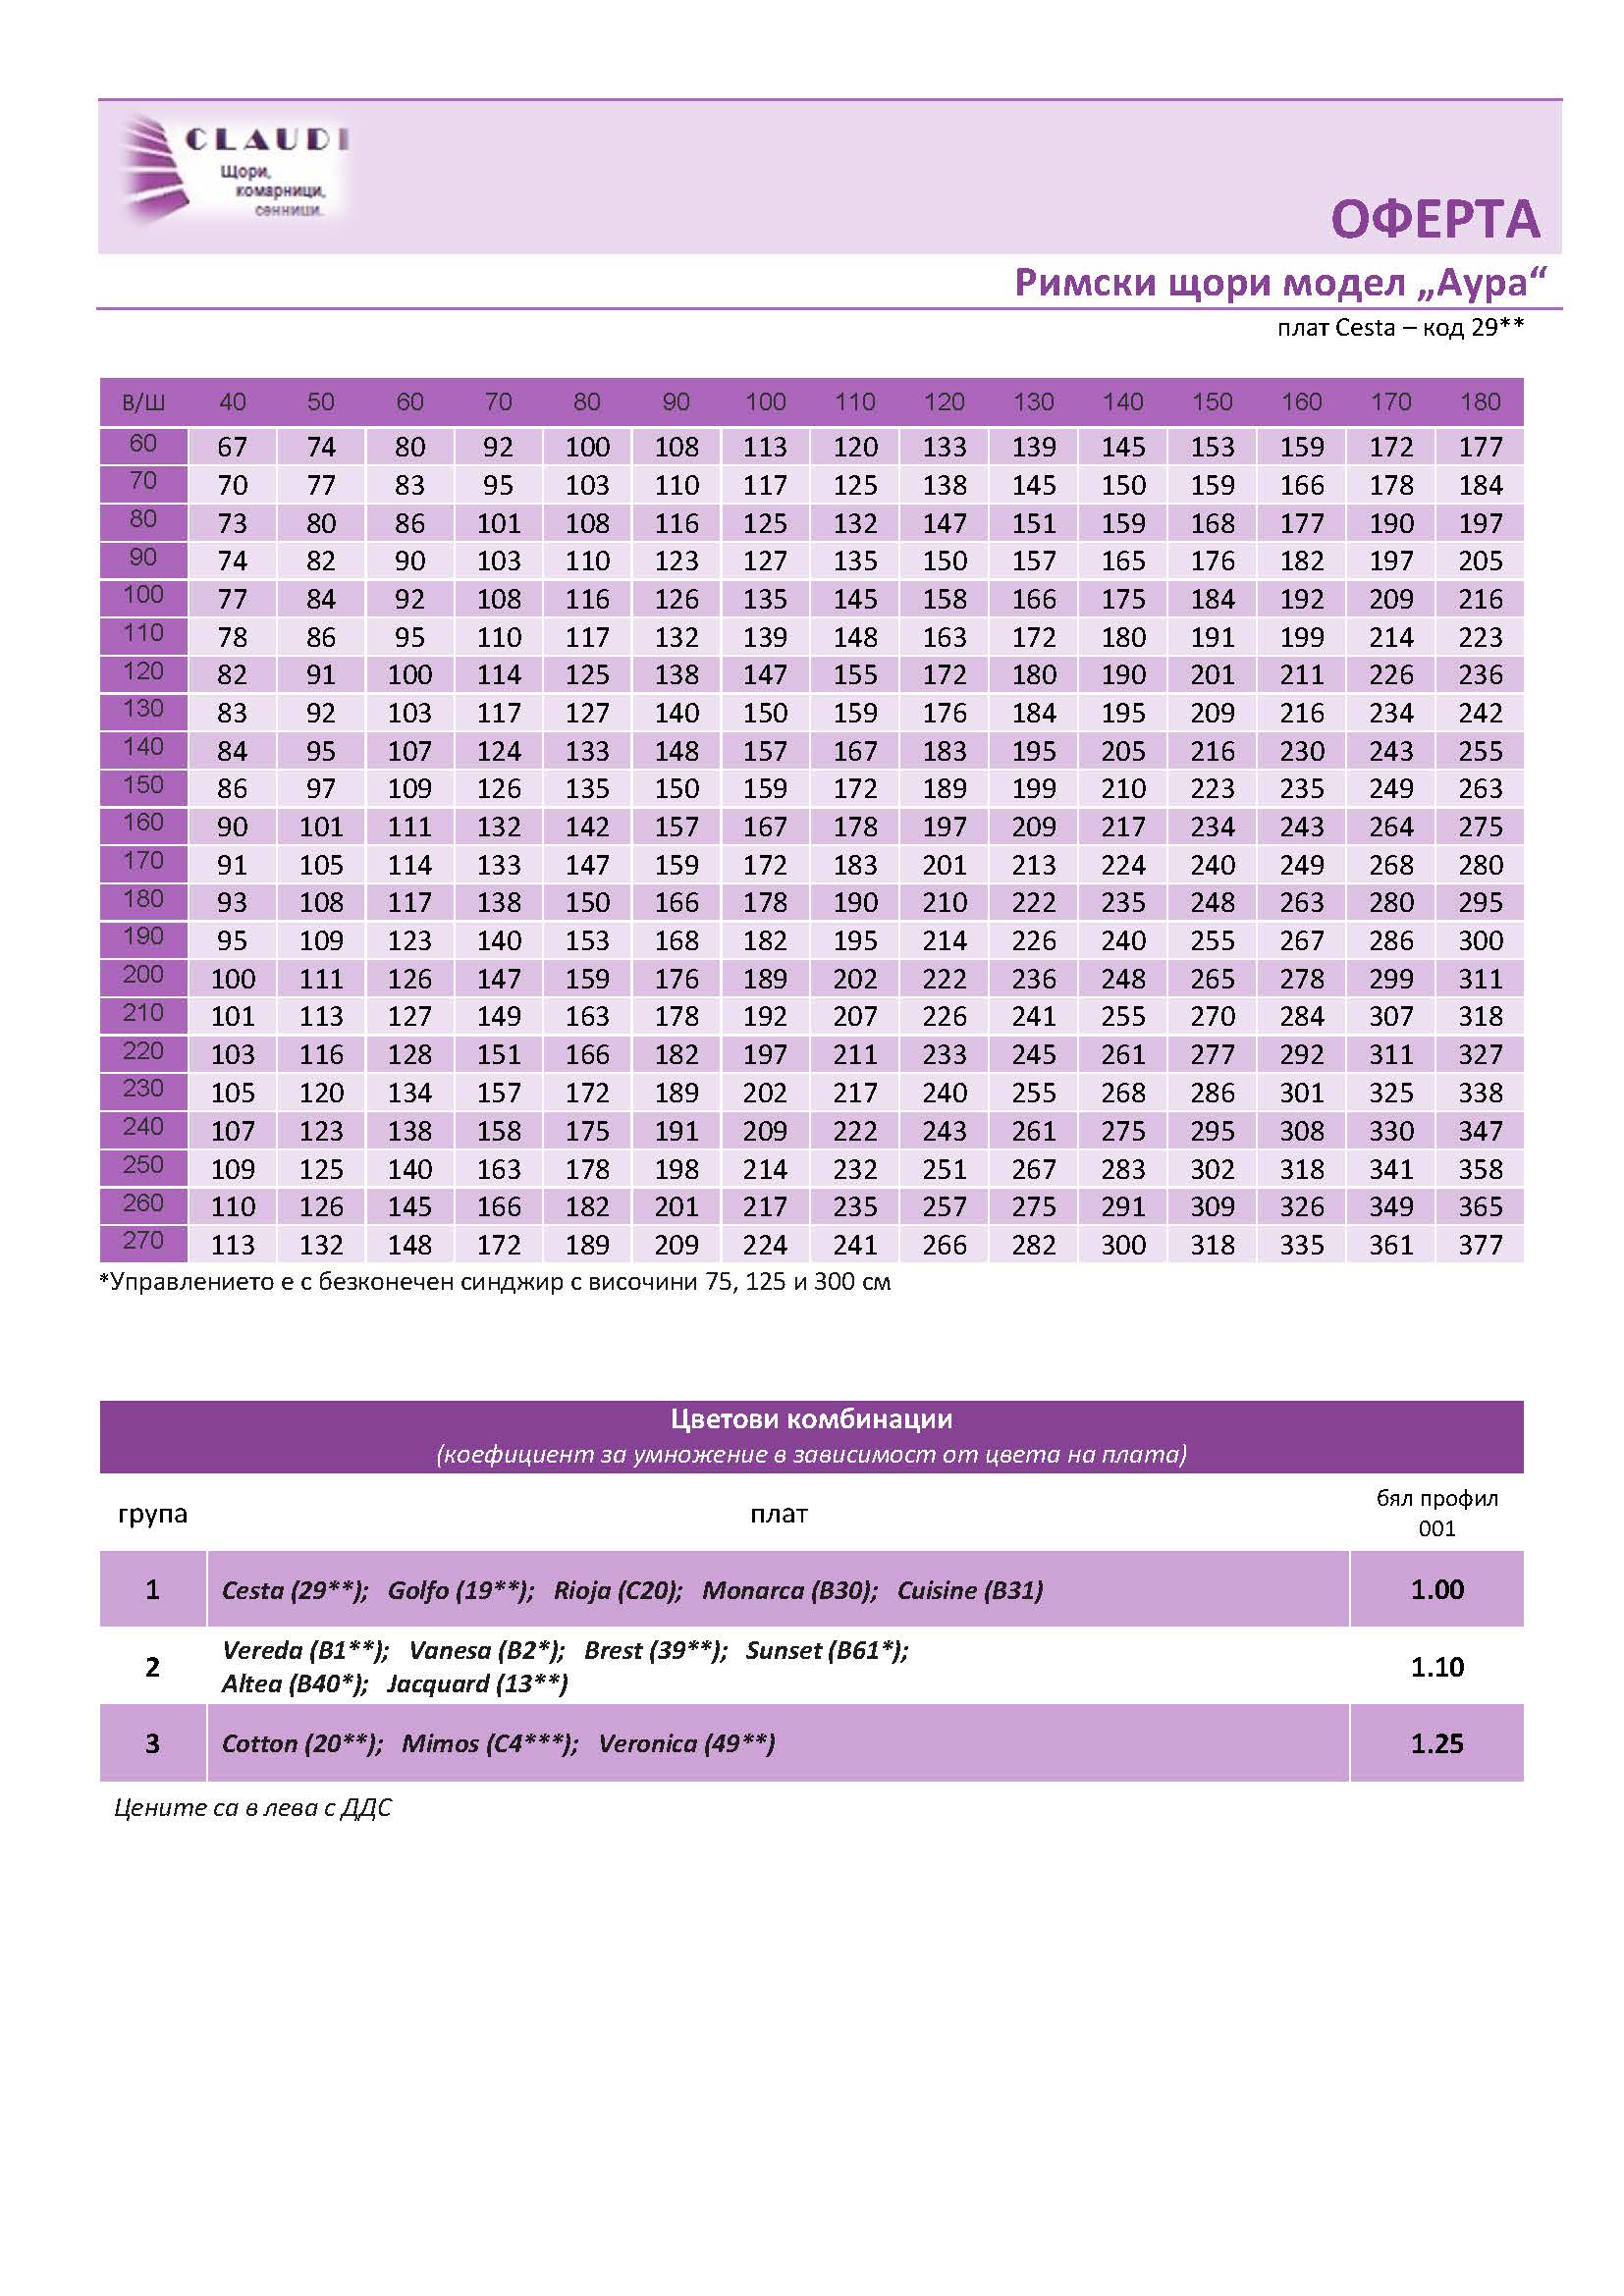 CLAUDI
Щори,
комарници,
сенници.
ОФЕРТА
Римски щори модел „Аура“
плат Cesta – код 29**
В/Ш 40 50 60 70 80 90 100 110 120 130 140 150 160 170 180
60 67 74 80 92 100 108 113 120 133 139 145 153 159 172 177
70 70 77 83 95 103 110 117 125 138 145 150 159 166 178 184
80 73 80 86 101 108 116 125 132 147 151 159 168 177 190 197
90 74 82 90 103 110 123 127 135 150 157 165 176 182 197 205
100 77 84 92 108 116 126 135 145 158 166 175 184 192 209 216
110 78 86 95 110 117 132 139 148 163 172 180 191 199 214 223
120 82 91 100 114 125 138 147 155 172 180 190 201 211 226 236
130 83 92 103 117 127 140 150 159 176 184 195 209 216 234 242
140 84 95 107 124 133 148 157 167 183 195 205 216 230 243 255
150 86 97 109 126 135 150 159 172 189 199 210 223 235 249 263
160 90 101 111 132 142 157 167 178 197 209 217 234 243 264 275
170 91 105 114 133 147 159 172 183 201 213 224 240 249 268 280
180 93 108 117 138 150 166 178 190 210 222 235 248 263 280 295
190 95 109 123 140 153 168 182 195 214 226 240 255 267 286 300
200 100 111 126 147 159 176 189 202 222 236 248 265 278 299 311
210 101 113 127 149 163 178 192 207 226 241 255 270 284 307 318
220 103 116 128 151 166 182 197 211 233 245 261 277 292 311 327
230 105 120 134 157 172 189 202 217 240 255 268 286 301 325 338
240 107 123 138 158 175 191 209 222 243 261 275 295 308 330 347
250 109 125 140 163 178 198 214 232 251 267 283 302 318 341 358
260 110 126 145 166 182 201 217 235 257 275 291 309 326 349 365
270 113 132 148 172 189 209 224 241 266 282 300 318 335 361 377
*Управлението е с безконечен синджир с височини 75, 125 и 300 см
Цветови комбинации
(коефициент за умножение в зависимост от цвета на плата)
група плат бял профил
001
1 Cesta (29**); Golfo (19**); Rioja (C20); Monarca (B30); Cuisine (B31) 1.00
2 Vereda (B1**); Vanesa (B2*); Brest (39**); Sunset (B61*); 1.10
Altea (B40*); Jacquard (13**)
3 Cotton (20**); Mimos (C4***); Veronica (49**) 1.25
Цените са в лева с ДДС